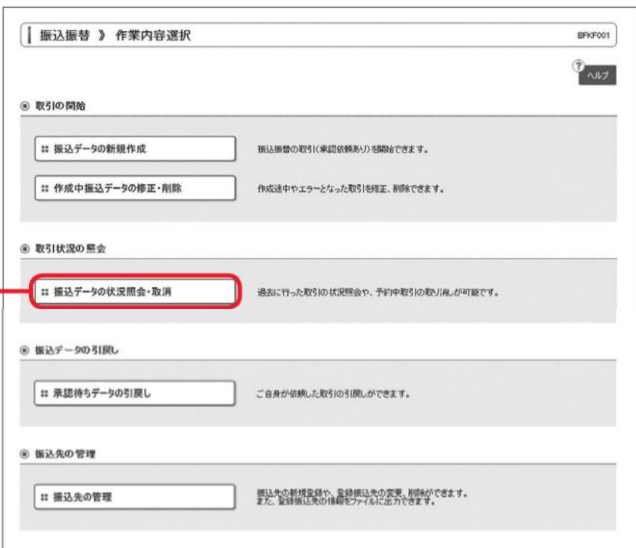 振込振替 》 作業内容選択
BFKF001
? ヘルプ
取引の開始
振込データの新規作成
振込振替の取引(承認依頼あり)を開始できます。
作成中振込データの修正・削除
作成途中やエラーとなった取引を修正、削除できます。
取引状況の照会
振込データの状況照会・取消
過去に行った取引の状況照会や、予約中取引の取り消しが可能です。
振込データの引戻し
承認待ちデータの引戻し
ご自身が依頼した取引の引戻しができます。
振込先の管理
振込先の管理
振込先の新規登録や、登録振込先の変更、削除ができます。
また、登録振込先の情報をファイルに出力できます。